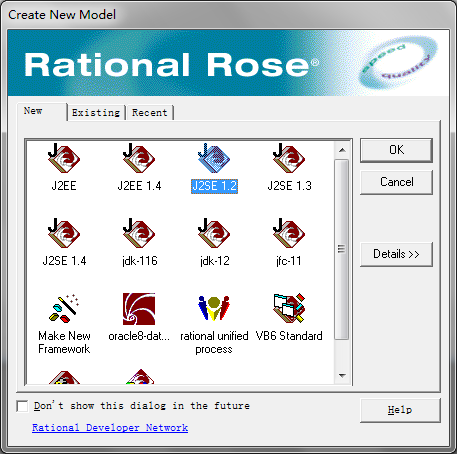 Create New Model
Rational Rose®
speed
quality
New
Existing
Recent
OK
Cancel
Details >>
Help
J2EE
J2EE 1.4
J2SE 1.2
J2SE 1.3
J2SE 1.4
jdk-116
jdk-12
jfc-11
Make New
Framework
oracle8-dat...
rational unified
process
VB6 Standard
Don't show this dialog in the future
Rational Developer Network